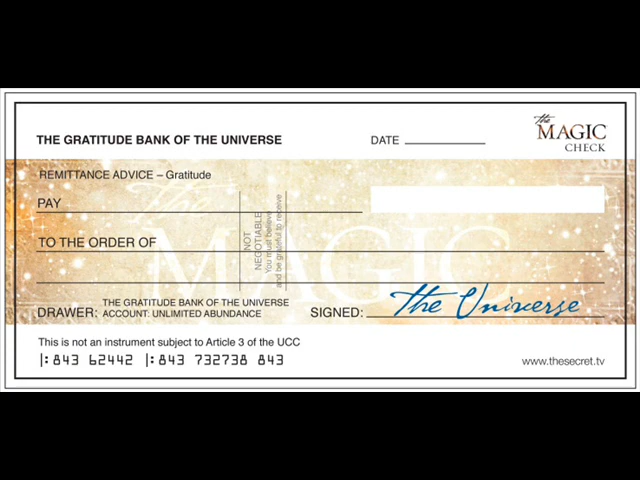 THE GRATITUDE BANK OF THE UNIVERSE
DATE
The
MAGIC
CHECK
REMITTANCE ADVICE – Gratitude
PAY
TO THE ORDER OF
NOT
NEGOTIABLE
You must believe
and be grateful to receive
The
MAGIC
DRAWER:
THE GRATITUDE BANK OF THE UNIVERSE
ACCOUNT: UNLIMITED ABUNDANCE
SIGNED:
The Universe
This is not an instrument subject to Article 3 of the UCC
|:843 62442 |:843 732738 843
www.thesecret.tv